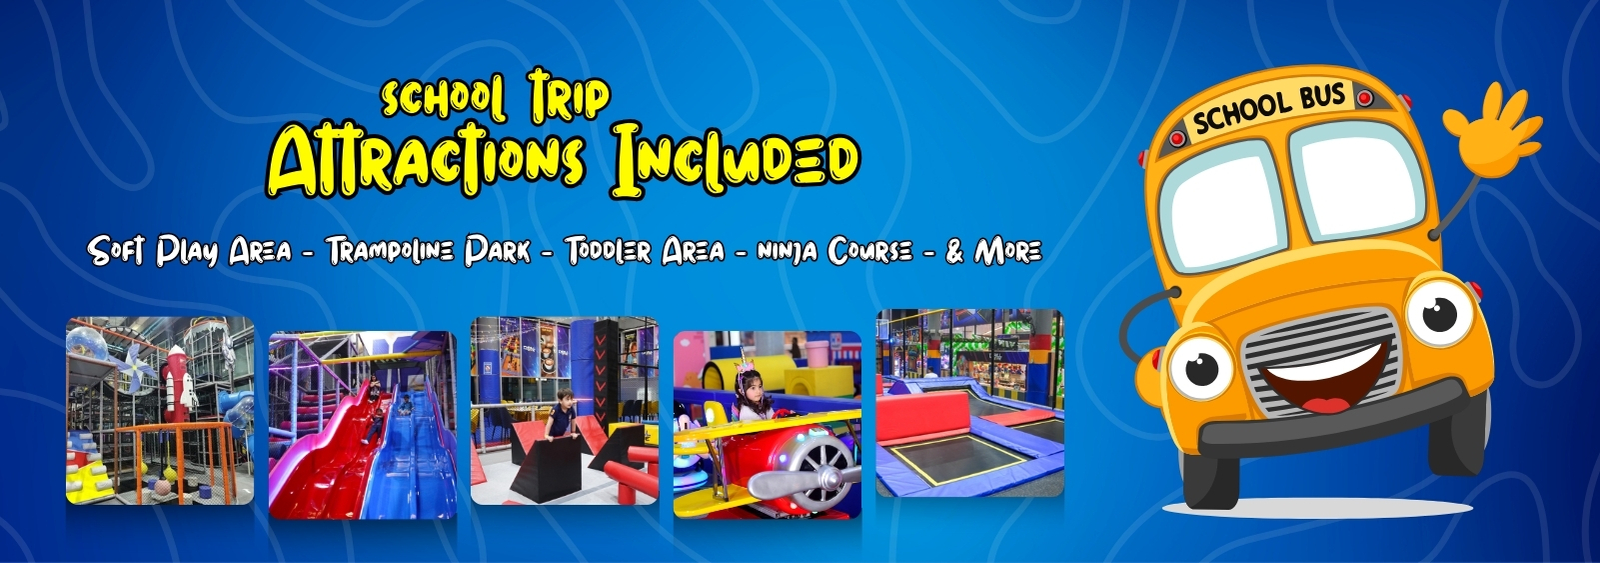 School Trip
Attractions Included
Soft Play Area - Trampoline Park - Toddler Area - Ninja Course - & More
SCHOOL BUS